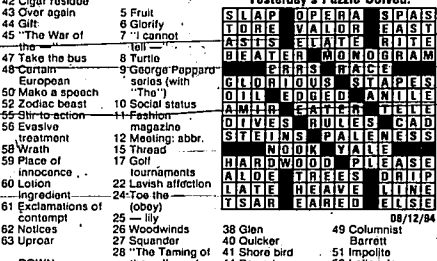 42 Cigar residue
43 Over again
44 Gift
45 "The War of
the —"
47 Take the bus
48 Curtain
European
50 Make a speech
52 Zodiac beast
55 Stir to action
56 Evasive
treatment
58 Wrath
59 Place of
innocence
60 Lotion
ingredient
61 Exclamations of
contempt
62 Notices
63 Uproar
DOWN
5 Fruit
6 Glorify
7 "I cannot
tell —"
8 Turtle
9 George Peppard
series (with
"The")
10 Social status
11 Fashion
magazine
12 Meeting: abbr.
15 Thread
17 Golf
tournaments
22 Lavish affection
24 Toe the —
(obey)
25 — lily
26 Woodwinds
27 Squander
28 "The Taming of
Yesterday's Puzzle Solved:
SLAP OPERA SPAS
TORE VALOR EAST
ASIS ELATE RITE
BEATER MONOGRAM
ERRS RACE
GLORIOUS STAPES
OIL EDGED ANILE
AMIR EATER TELE
DIVES RULES CAD
STEINS PALENESS
NOOK YALE
HARDWOOD PLEASE
ALOE TREES DRIP
LATE HEAVE LINE
TSAR EARED ELSE
08/12/84
38 Glen
40 Quicker
41 Shore bird
49 Columnist
Barrett
51 Impolite